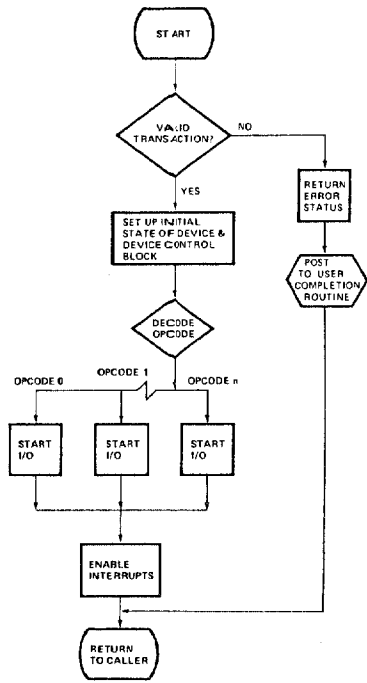 START
VALID
TRANSACTION?
NO
YES
RETURN
ERROR
STATUS
SET UP INITIAL
STATE OF DEVICE &
DEVICE CONTROL
BLOCK
POST
TO USER
COMPLETION
ROUTINE
DECODE
OPCODE
OPCODE 0
OPCODE 1
OPCODE n
START
I/O
START
I/O
START
I/O
ENABLE
INTERRUPTS
RETURN
TO CALLER